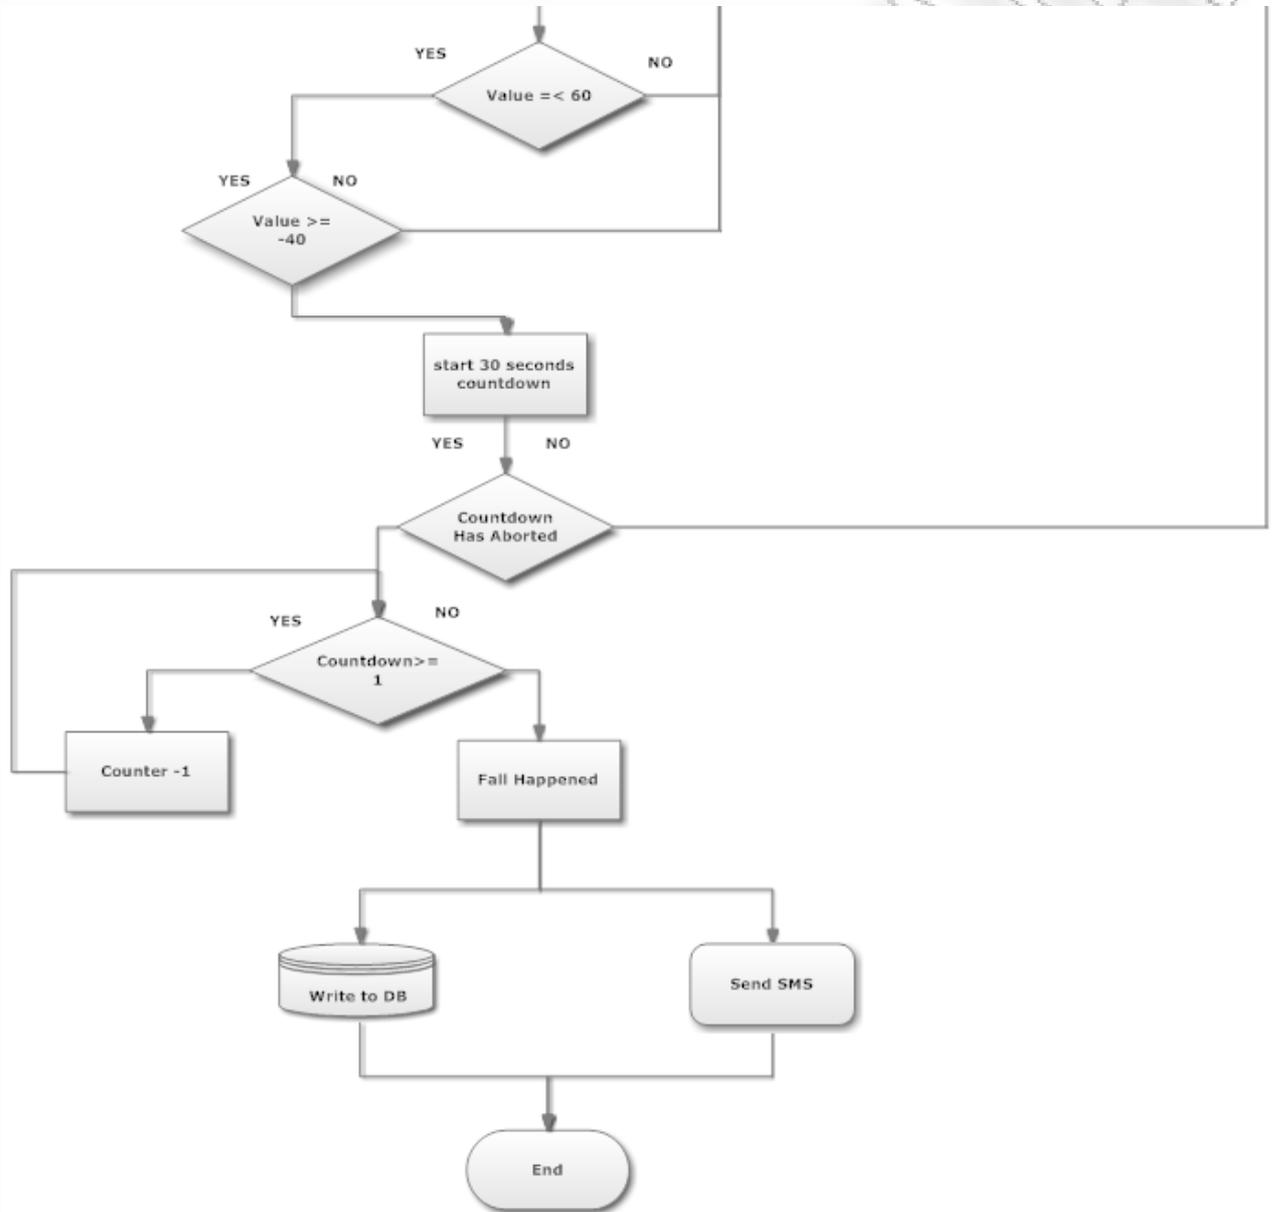 YES
NO
Value =< 60
YES
NO
Value >=
-40
start 30 seconds
countdown
YES
NO
Countdown
Has Aborted
YES
NO
Countdown>=
1
Counter -1
Fall Happened
Write to DB
Send SMS
End